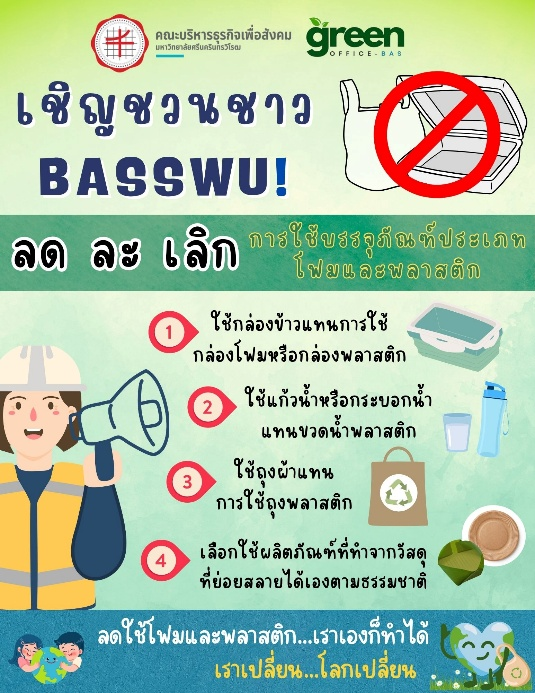 คณะบริหารธุรกิจเพื่อสังคม
มหาวิทยาลัยศรีนครินทรวิโรฒ
green
OFFICE-BAS
เชิญชวนชาว
BASSWU!
ลด ละ เลิก
การใช้บรรจุภัณฑ์ประเภท
โฟมและพลาสติก
1
ใช้กล่องข้าวแทนการใช้
กล่องโฟมหรือกล่องพลาสติก
2
ใช้แก้วน้ำหรือกระบอกน้ำ
แทนขวดน้ำพลาสติก
3
ใช้ถุงผ้าแทน
การใช้ถุงพลาสติก
4
เลือกใช้ผลิตภัณฑ์ที่ทำจากวัสดุ
ที่ย่อยสลายได้เองตามธรรมชาติ
ลดใช้โฟมและพลาสติก...เราเองก็ทำได้
เราเปลี่ยน...โลกเปลี่ยน